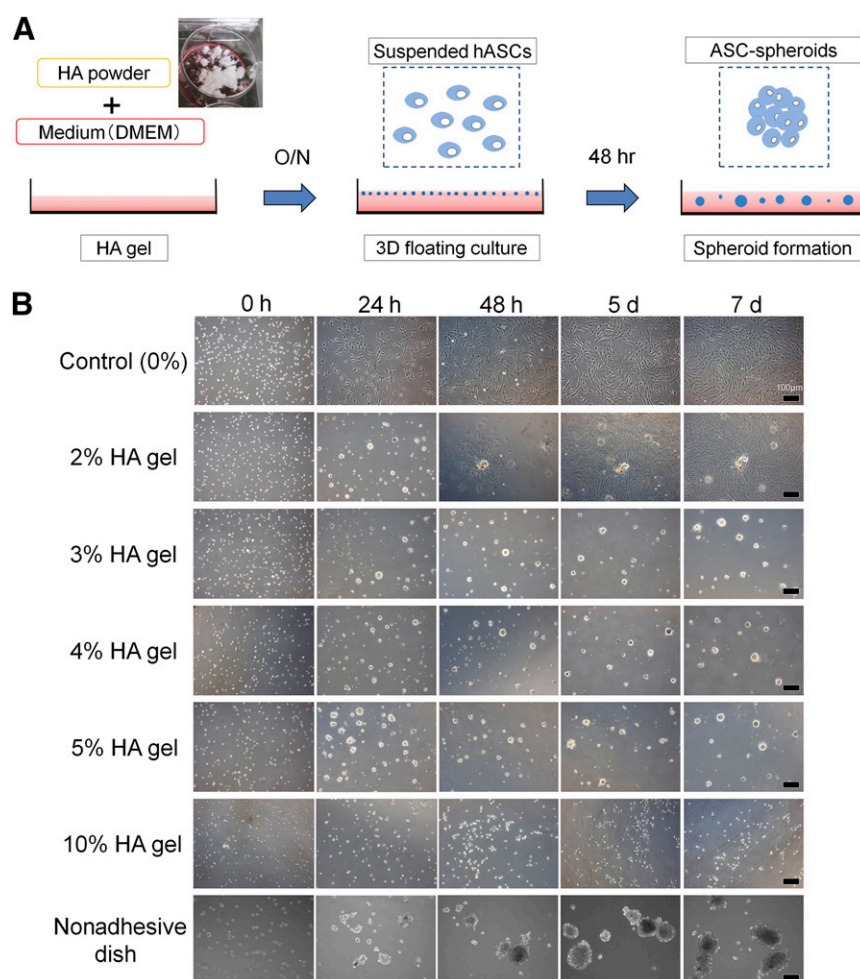 A
HA powder
+
Medium（DMEM）
O/N
Suspended hASCs
48 hr
ASC-spheroids
HA gel
3D floating culture
Spheroid formation
B
0 h 24 h 48 h 5 d 7 d
Control (0%)
100μm
2% HA gel
3% HA gel
4% HA gel
5% HA gel
10% HA gel
Nonadhesive
dish